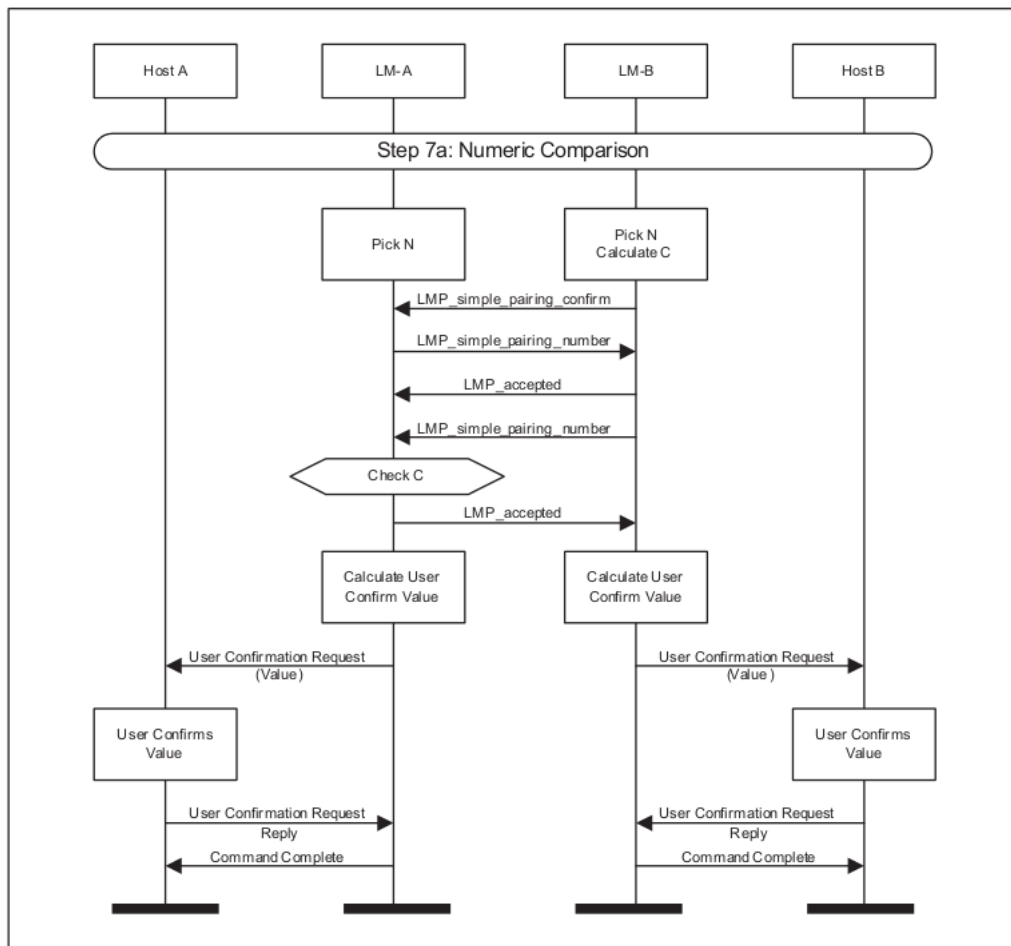 Host A
LM-A
LM-B
Host B
Step 7a: Numeric Comparison
Pick N
Pick N
Calculate C
LMP_simple_pairing_confirm
LMP_simple_pairing_number
LMP_accepted
LMP_simple_pairing_number
Check C
LMP_accepted
Calculate User
Confirm Value
Calculate User
Confirm Value
User Confirmation Request
(Value)
User Confirmation Request
(Value)
User Confirms
Value
User Confirms
Value
User Confirmation Request
Reply
User Confirmation Request
Reply
Command Complete
Command Complete